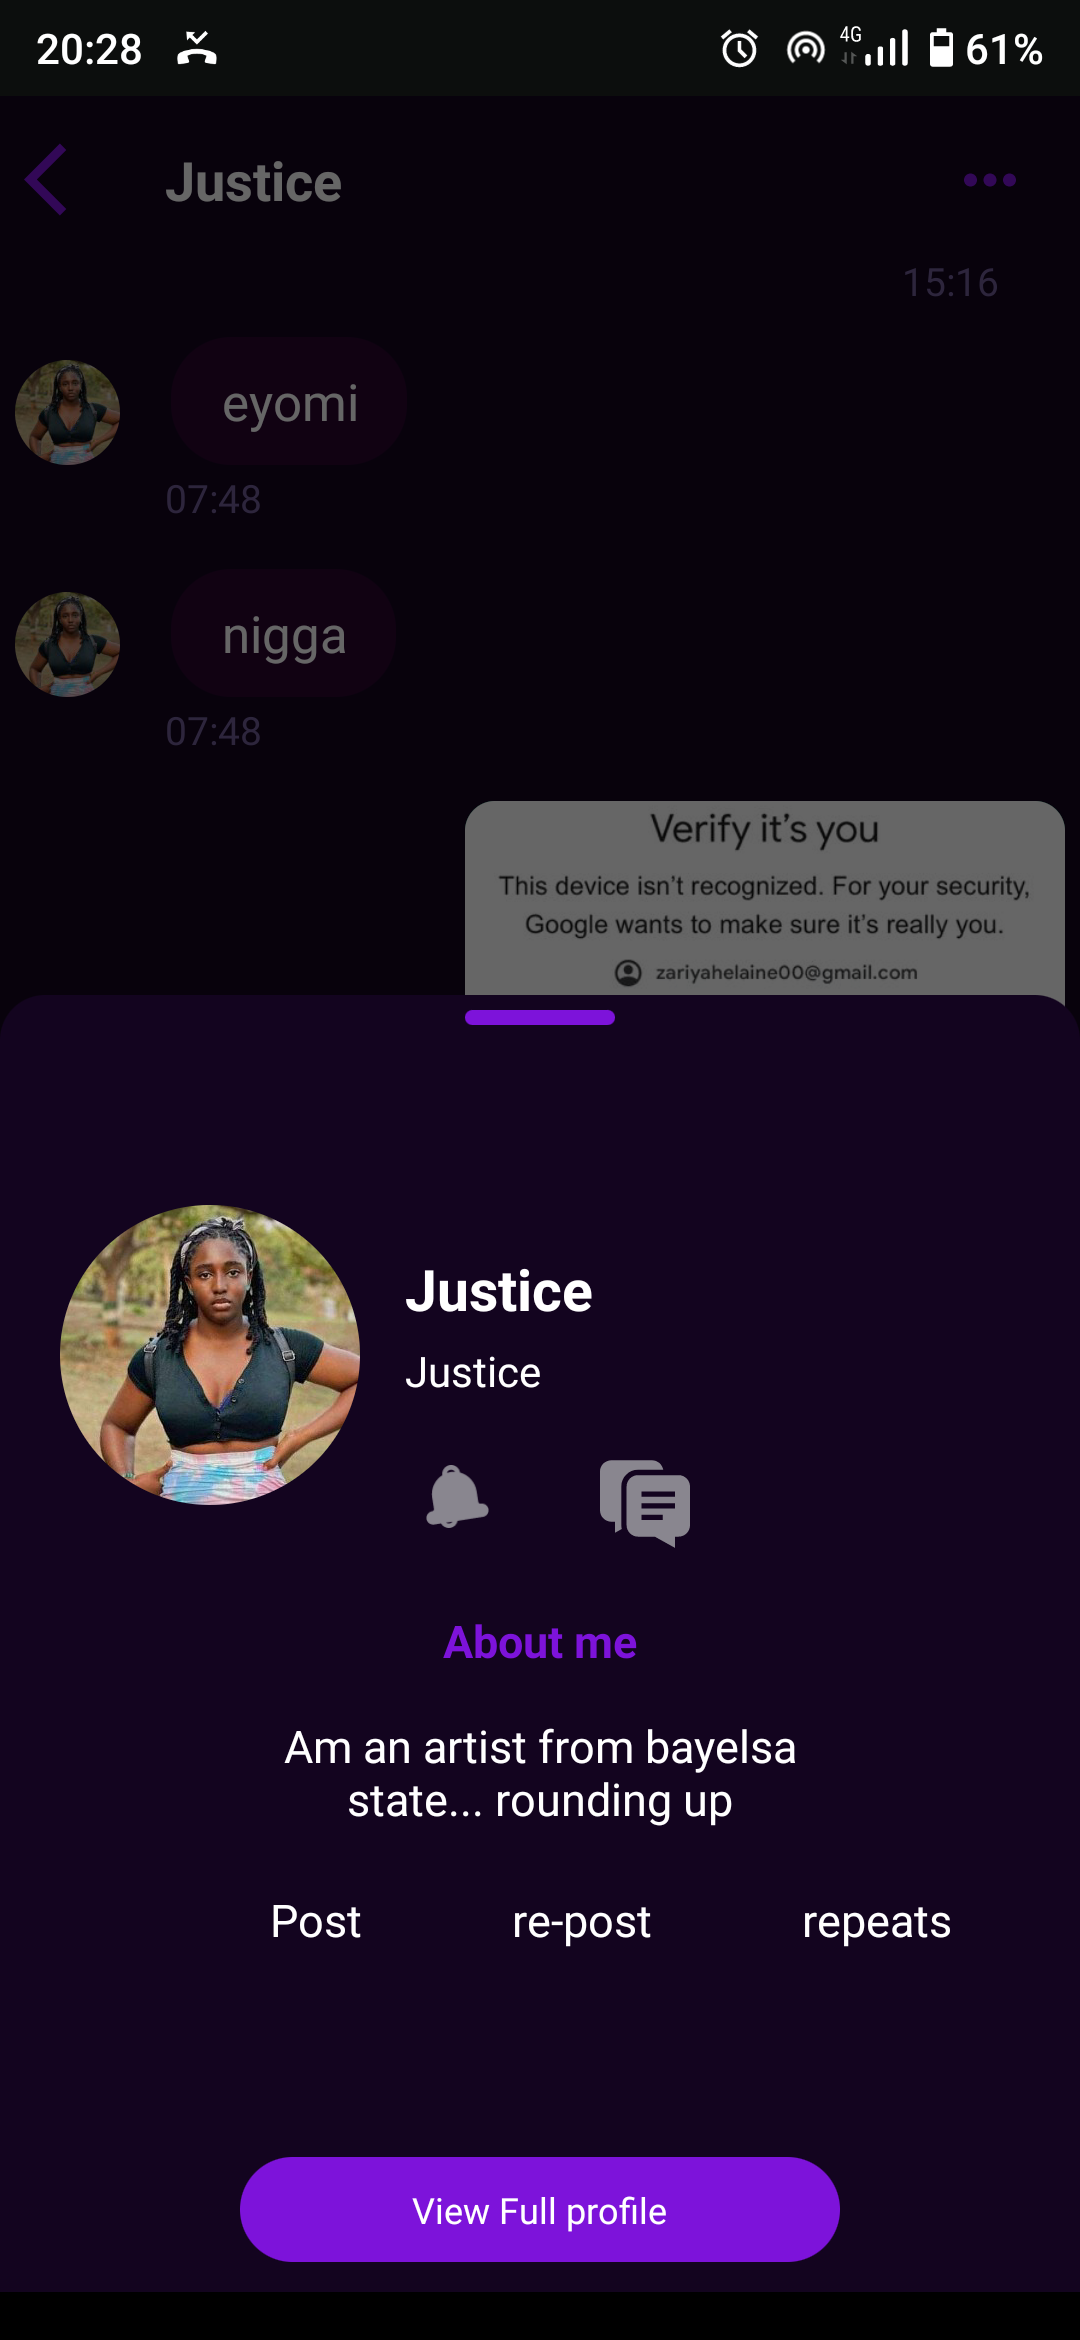 20:28
4G
61%
Justice
15:16
eyomi
07:48
nigga
07:48
Verify it's you
This device isn't recognized. For your security,
Google wants to make sure it's really you.
zariyahelaine00@gmail.com
Justice
Justice
About me
Am an artist from bayelsa
state... rounding up
Post re-post repeats
View Full profile